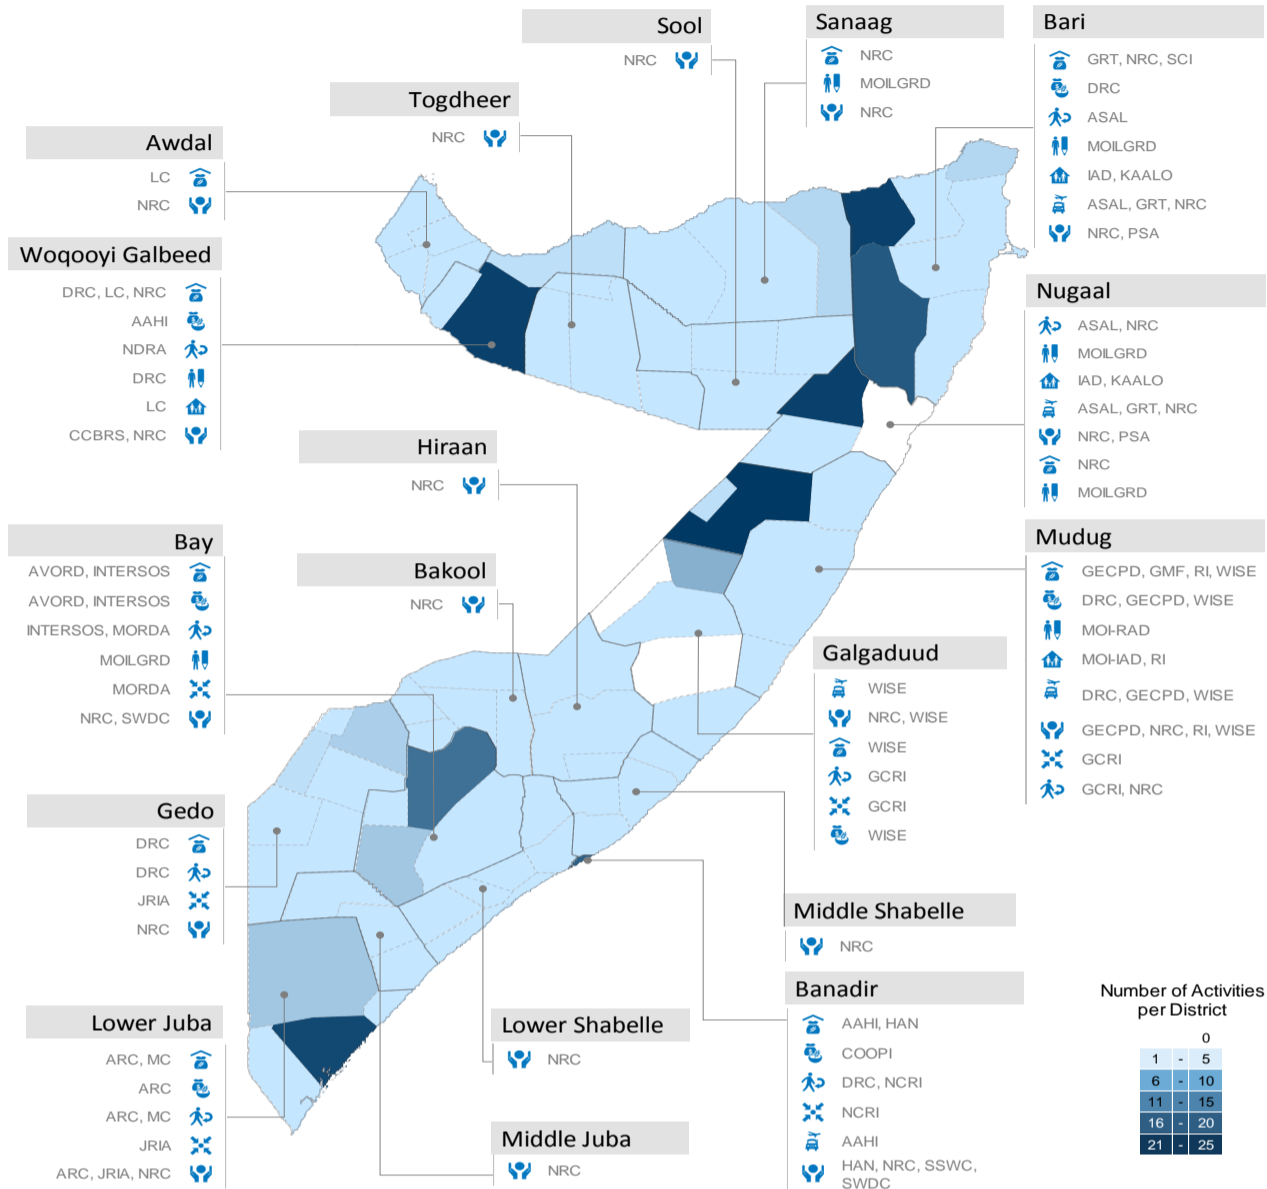 Sool
NRC
Sanaag
NRC
MOILGRD
NRC
Bari
GRT, NRC, SCI
DRC
ASAL
MOILGRD
IAD, KAALO
ASAL, GRT, NRC
NRC, PSA
Togdheer
NRC
Awdal
LC
NRC
Woqooyi Galbeed
DRC, LC, NRC
AAHI
NDRA
DRC
LC
CCBRS, NRC
Nugaal
ASAL, NRC
MOILGRD
IAD, KAALO
ASAL, GRT, NRC
NRC, PSA
NRC
MOILGRD
Hiraan
NRC
Bay
AVORD, INTERSOS
AVORD, INTERSOS
INTERSOS, MORDA
MOILGRD
MORDA
NRC, SWDC
Bakool
NRC
Mudug
GECPD, GMF, RI, WISE
DRC, GECPD, WISE
MOI-RAD
MOI-IAD, RI
DRC, GECPD, WISE
GECPD, NRC, RI, WISE
GCRI
GCRI, NRC
Galgaduud
WISE
NRC, WISE
WISE
GCRI
GCRI
WISE
Gedo
DRC
DRC
JRIA
NRC
Middle Shabelle
NRC
Banadir
AAHI, HAN
COOPI
DRC, NCRI
NCRI
AAHI
HAN, NRC, SSWC,
SWDC
Lower Juba
ARC, MC
ARC
ARC, MC
JRIA
ARC, JRIA, NRC
Lower Shabelle
NRC
Middle Juba
NRC
Number of Activities
per District
0
1 - 5
6 - 10
11 - 15
16 - 20
21 - 25